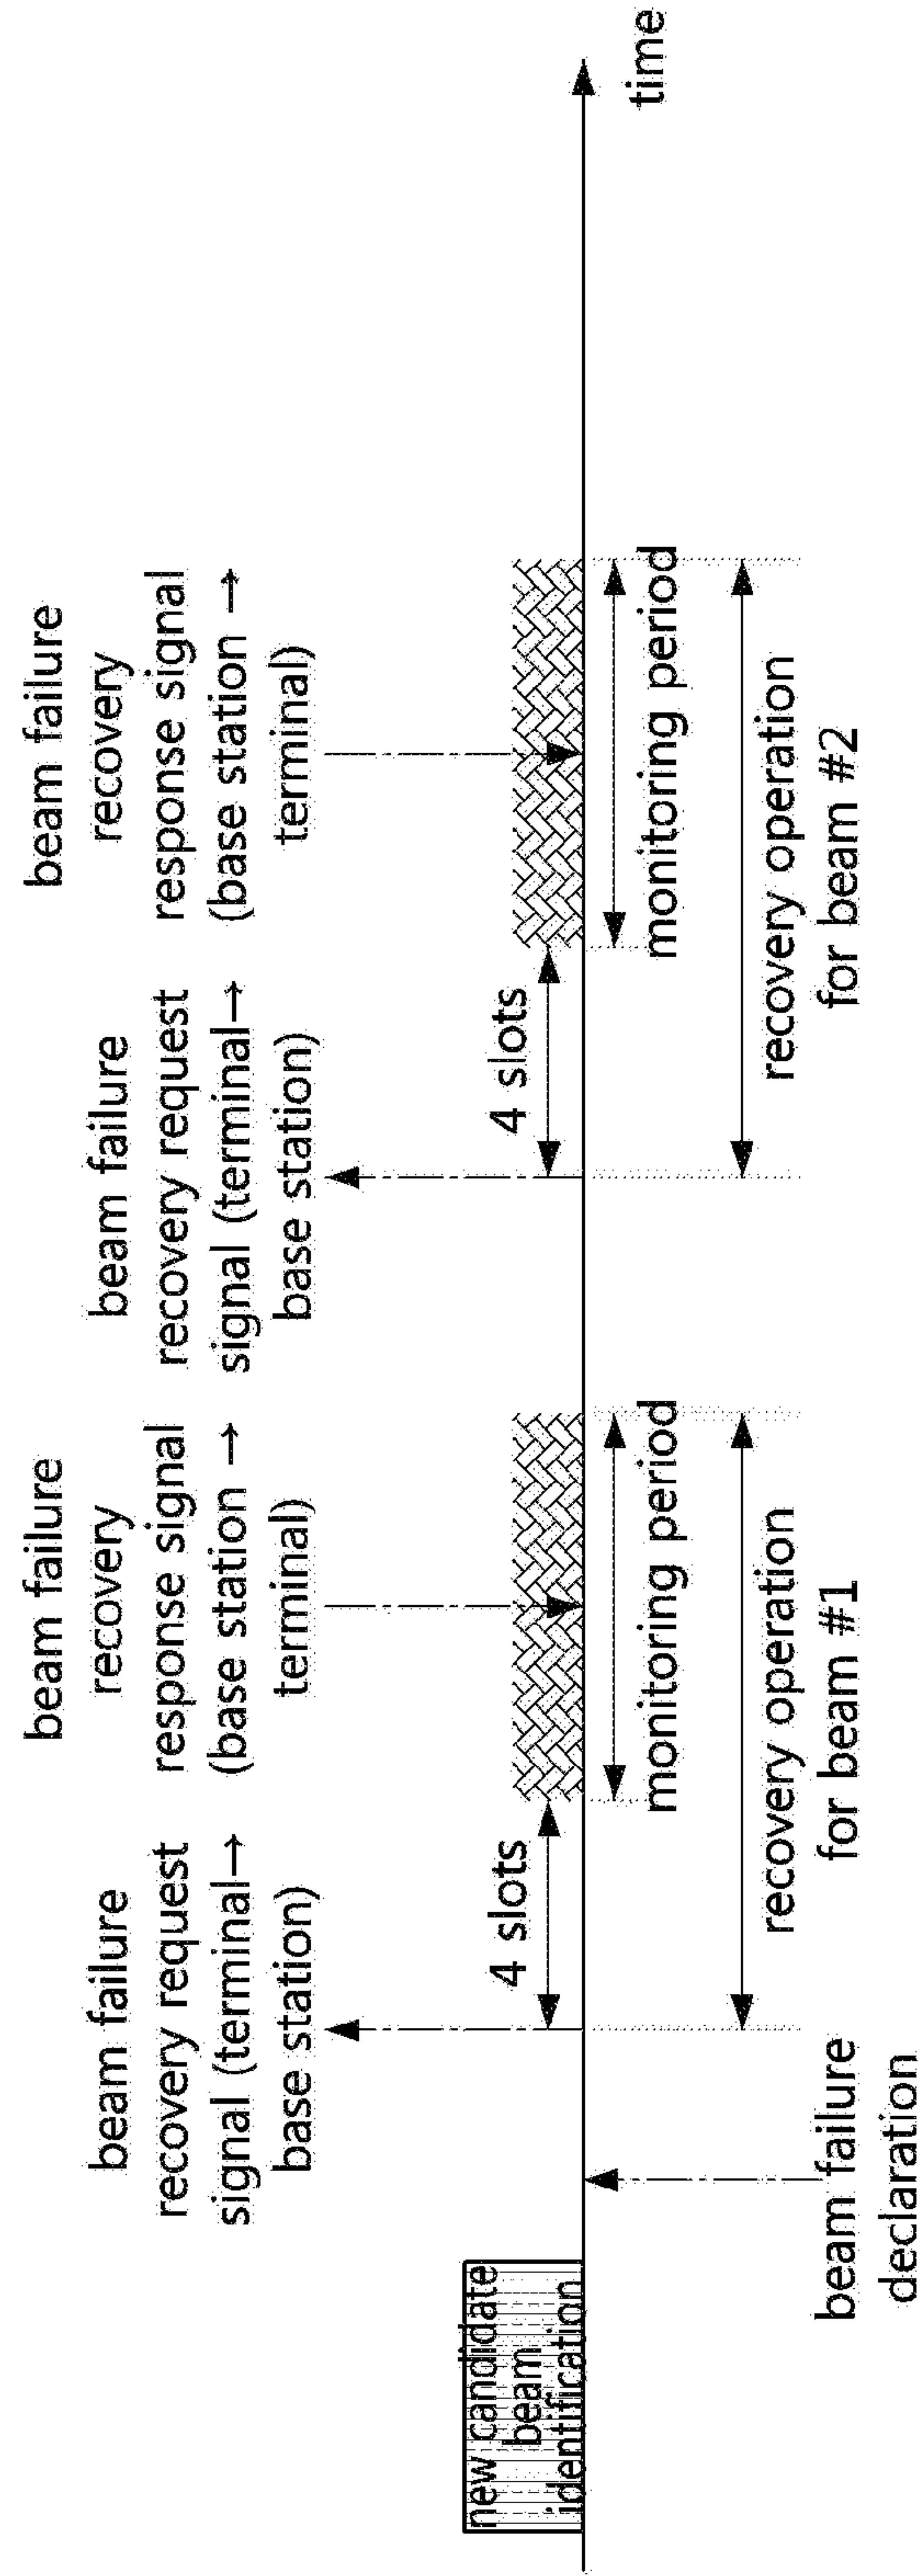 beam failure
recovery request
signal (terminal→
base station)
beam failure
recovery
response signal
(base station →
terminal)
beam failure
recovery request
signal (terminal→
base station)
beam failure
recovery
response signal
(base station →
terminal)
new candidate
beam
identification
4 slots
4 slots
time
monitoring period
monitoring period
beam failure
declaration
recovery operation
for beam #1
recovery operation
for beam #2